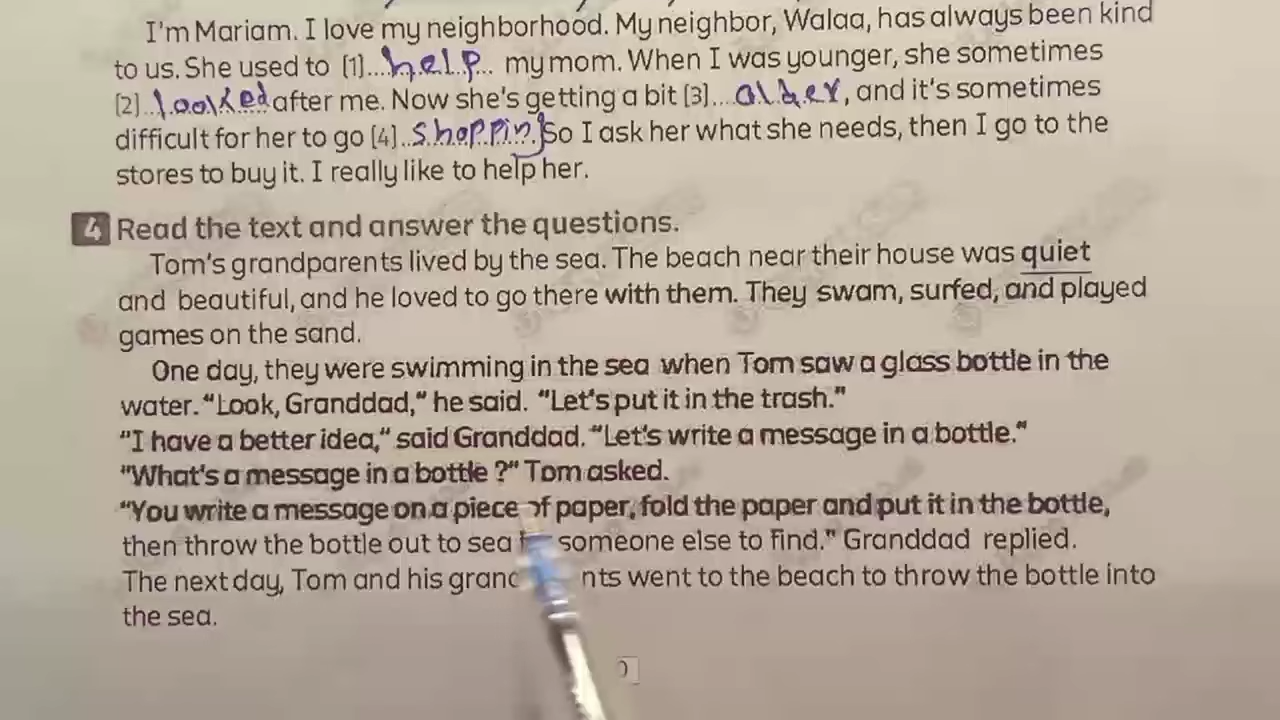 I'm Mariam. I love my neighborhood. My neighbor, Walaa, has always been kind
to us. She used to [1]....help... my mom. When I was younger, she sometimes
[2]..looked after me. Now she's getting a bit [3]... , and it's sometimes
difficult for her to go [4]..shopping. So I ask her what she needs, then I go to the
stores to buy it. I really like to help her.
4 Read the text and answer the questions.
Tom's grandparents lived by the sea. The beach near their house was quiet
and beautiful, and he loved to go there with them. They swam, surfed, and played
games on the sand.
One day, they were swimming in the sea when Tom saw a glass bottle in the
water. "Look, Granddad," he said. "Let's put it in the trash."
"I have a better idea," said Granddad. "Let's write a message in a bottle."
"What's a message in a bottle ?" Tom asked.
"You write a message on a piece of paper, fold the paper and put it in the bottle,
then throw the bottle out to sea someone else to find." Granddad replied.
The next day, Tom and his went to the beach to throw the bottle into
the sea.